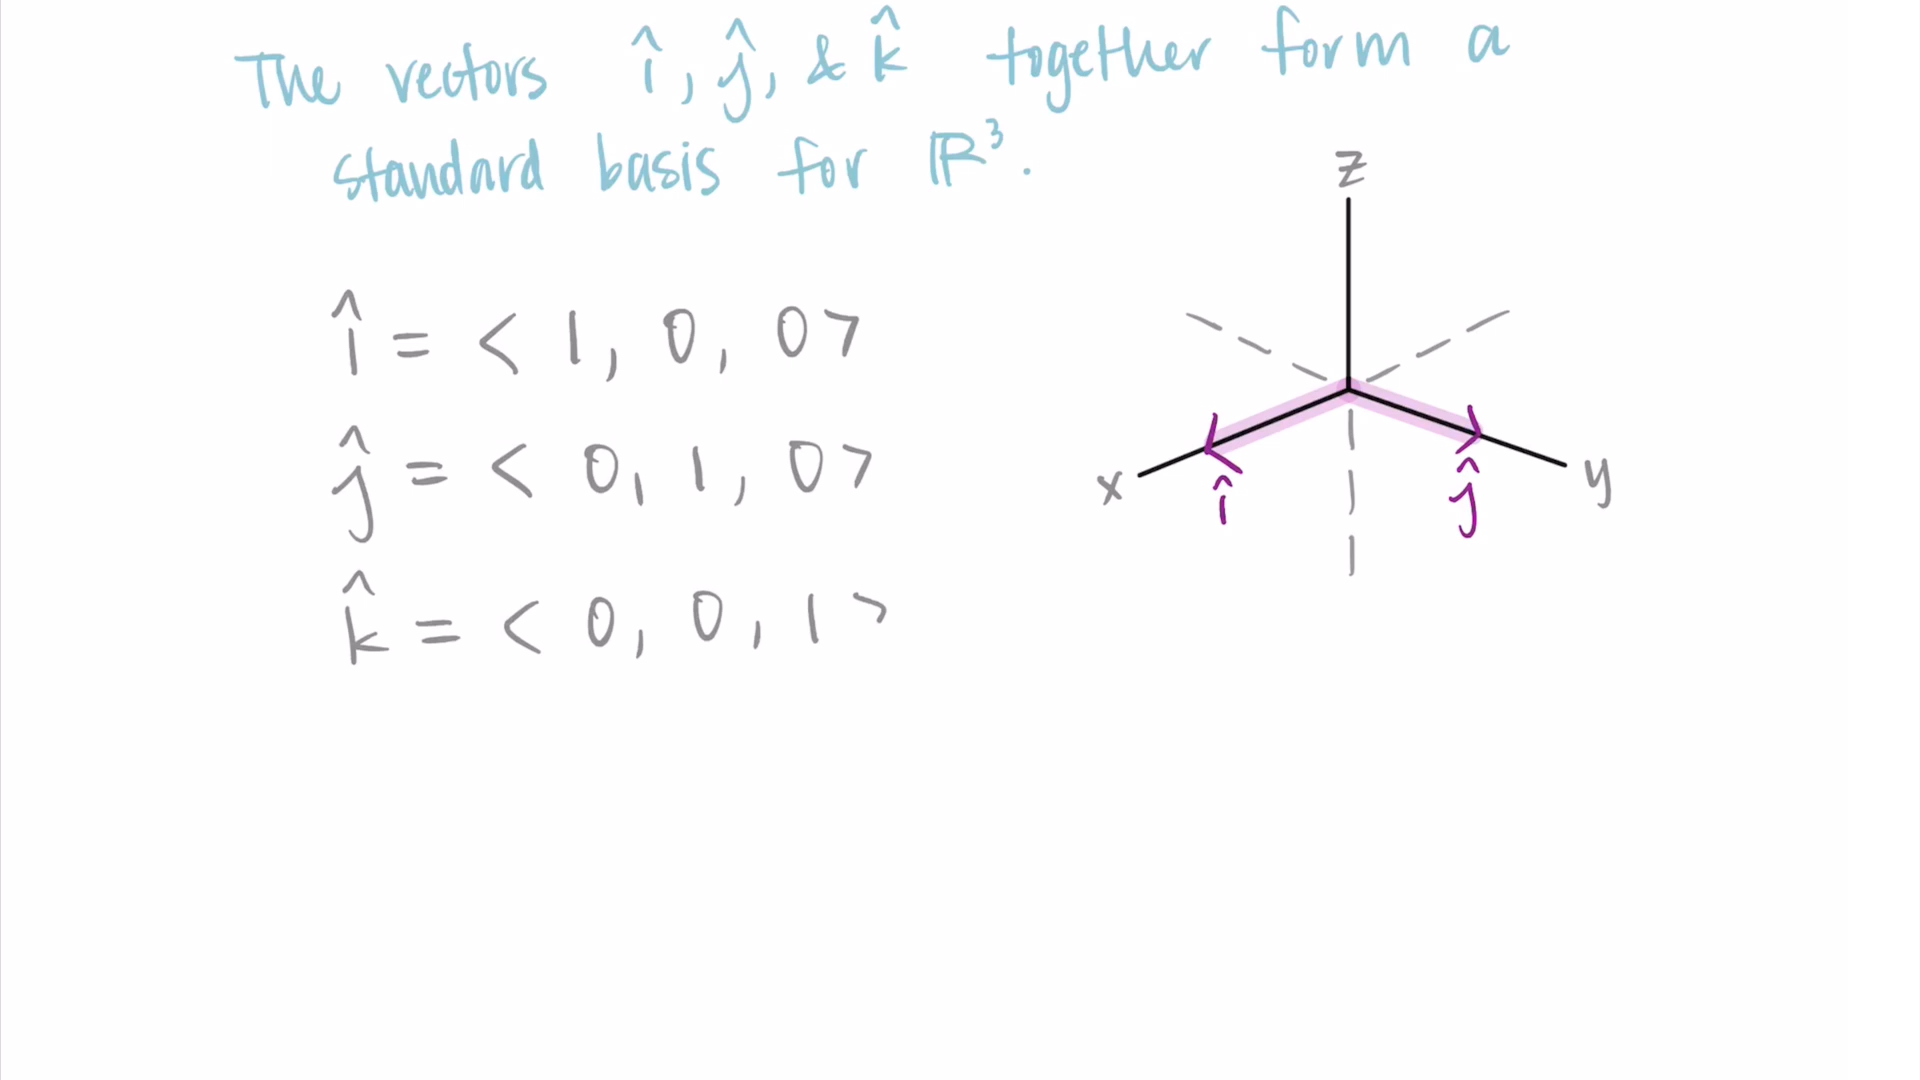 The vectors î, ĵ, & k̂ together form a
standard basis for ℝ³.
î = < 1, 0, 0>
ĵ = < 0, 1, 0>
k̂ = < 0, 0, 1>
z
x
î
ĵ
y